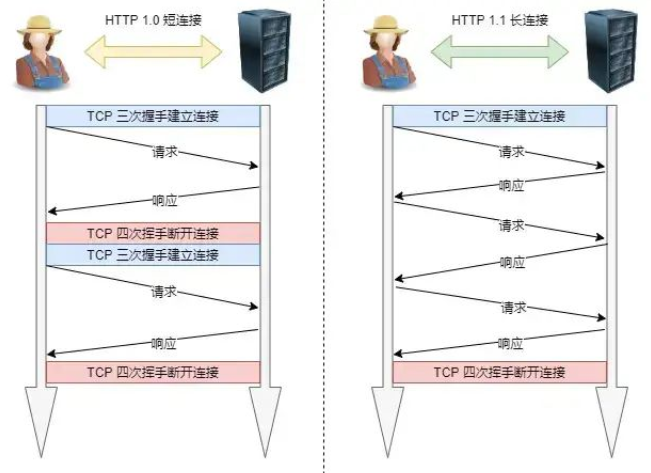 HTTP 1.0 短连接
TCP 三次握手建立连接
请求
响应
TCP 四次挥手断开连接
TCP 三次握手建立连接
请求
响应
TCP 四次挥手断开连接
HTTP 1.1 长连接
TCP 三次握手建立连接
请求
响应
请求
响应
请求
响应
TCP 四次挥手断开连接